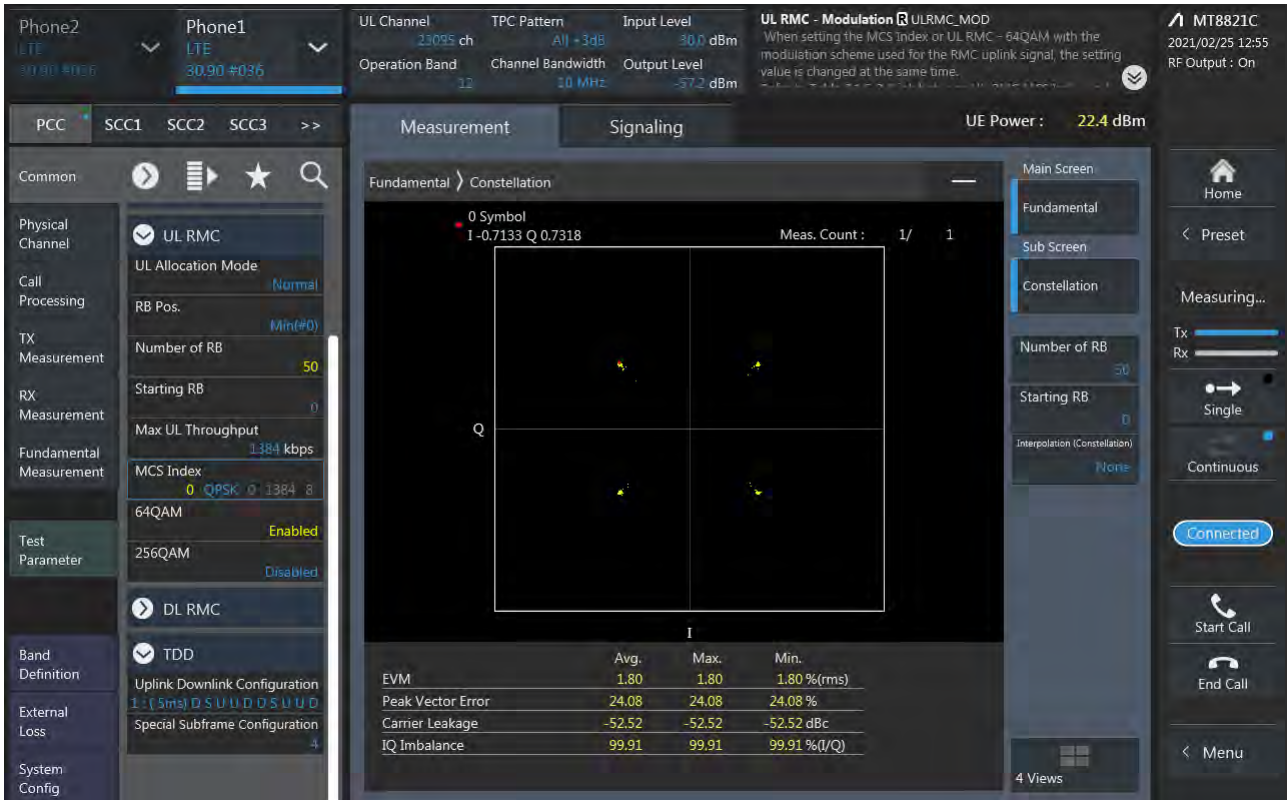 Phone2
LTE
30.90 #036
Phone1
LTE
30.90 #036
UL Channel
23095 ch
TPC Pattern
All +3dB
Input Level
30.0 dBm
Operation Band
12
Channel Bandwidth
10 MHz
Output Level
-57.2 dBm
UL RMC - Modulation R ULRMC_MOD
When setting the MCS Index or UL RMC - 64QAM with the
modulation scheme used for the RMC uplink signal, the setting
value is changed at the same time.
MT8821C
2021/02/25 12:55
RF Output : On
PCC SCC1 SCC2 SCC3 >>
Measurement
Signaling
UE Power : 22.4 dBm
Common
Physical
Channel
Call
Processing
TX
Measurement
RX
Measurement
Fundamental
Measurement
Test
Parameter
Band
Definition
External
Loss
System
Config
UL RMC
UL Allocation Mode
Normal
RB Pos.
Min(#0)
Number of RB
50
Starting RB
0
Max UL Throughput
1384 kbps
MCS Index
0 QPSK 0 1384 8
64QAM
Enabled
256QAM
Disabled
DL RMC
TDD
Uplink Downlink Configuration
1 : ( 5ms) D S U U D D S U U D
Special Subframe Configuration
4
Fundamental 〉 Constellation
0 Symbol
I -0.7133 Q 0.7318
Meas. Count : 1/ 1
Q
I
Avg. Max. Min.
EVM 1.80 1.80 1.80 %(rms)
Peak Vector Error 24.08 24.08 24.08 %
Carrier Leakage -52.52 -52.52 -52.52 dBc
IQ Imbalance 99.91 99.91 99.91 %(I/Q)
Main Screen
Fundamental
Sub Screen
Constellation
Number of RB
50
Starting RB
0
Interpolation (Constellation)
None
4 Views
Home
< Preset
Measuring...
Tx
Rx
Single
Continuous
Connected
Start Call
End Call
< Menu